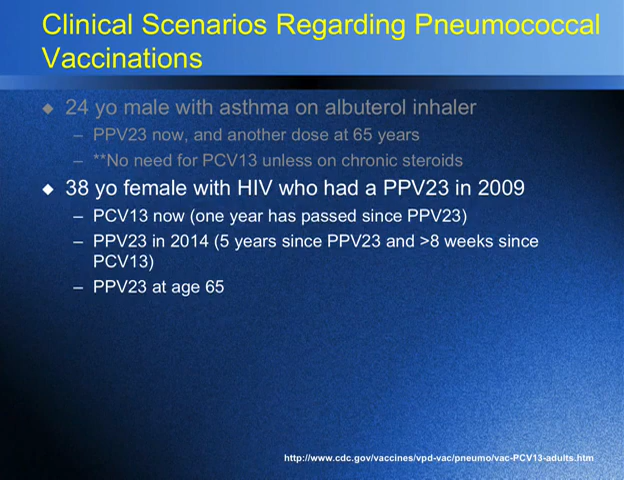 Clinical Scenarios Regarding Pneumococcal
Vaccinations
◆ 24 yo male with asthma on albuterol inhaler
– PPV23 now, and another dose at 65 years
– **No need for PCV13 unless on chronic steroids
◆ 38 yo female with HIV who had a PPV23 in 2009
– PCV13 now (one year has passed since PPV23)
– PPV23 in 2014 (5 years since PPV23 and >8 weeks since
PCV13)
– PPV23 at age 65
http://www.cdc.gov/vaccines/vpd-vac/pneumo/vac-PCV13-adults.htm